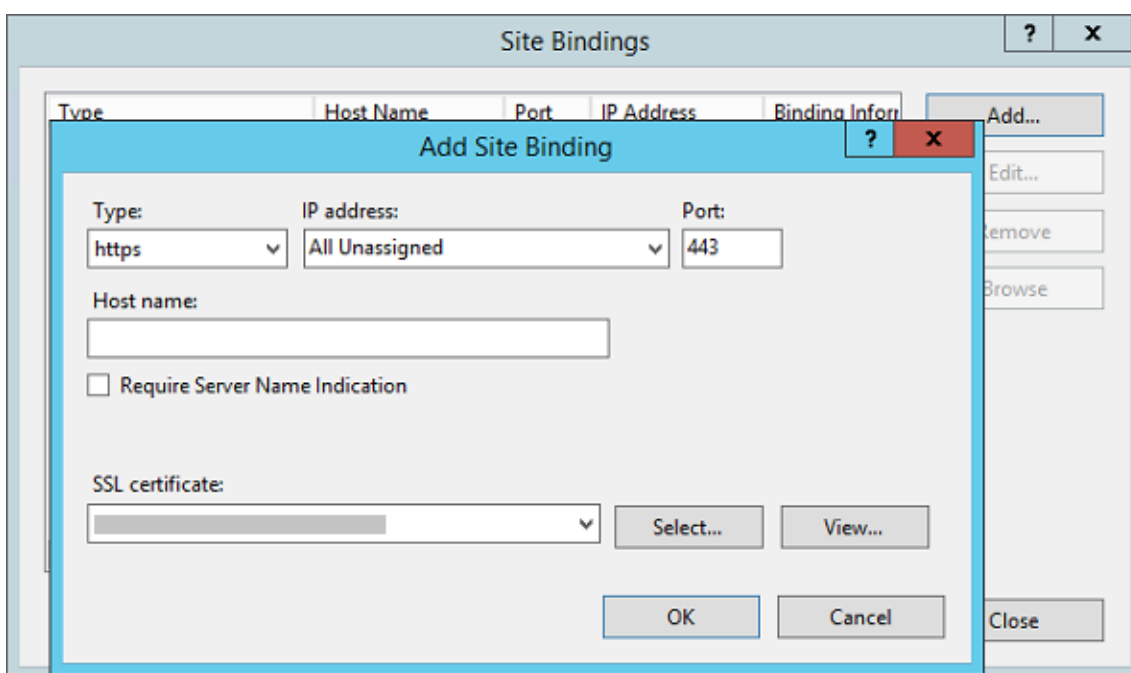 Site Bindings
? x
Type Host Name Port IP Address Binding Inforr
Add...
Add Site Binding
? x
Edit...
Type: IP address: Port:
https All Unassigned 443
Remove
Host name:
Browse
Require Server Name Indication
SSL certificate:
Select... View...
OK Cancel
Close